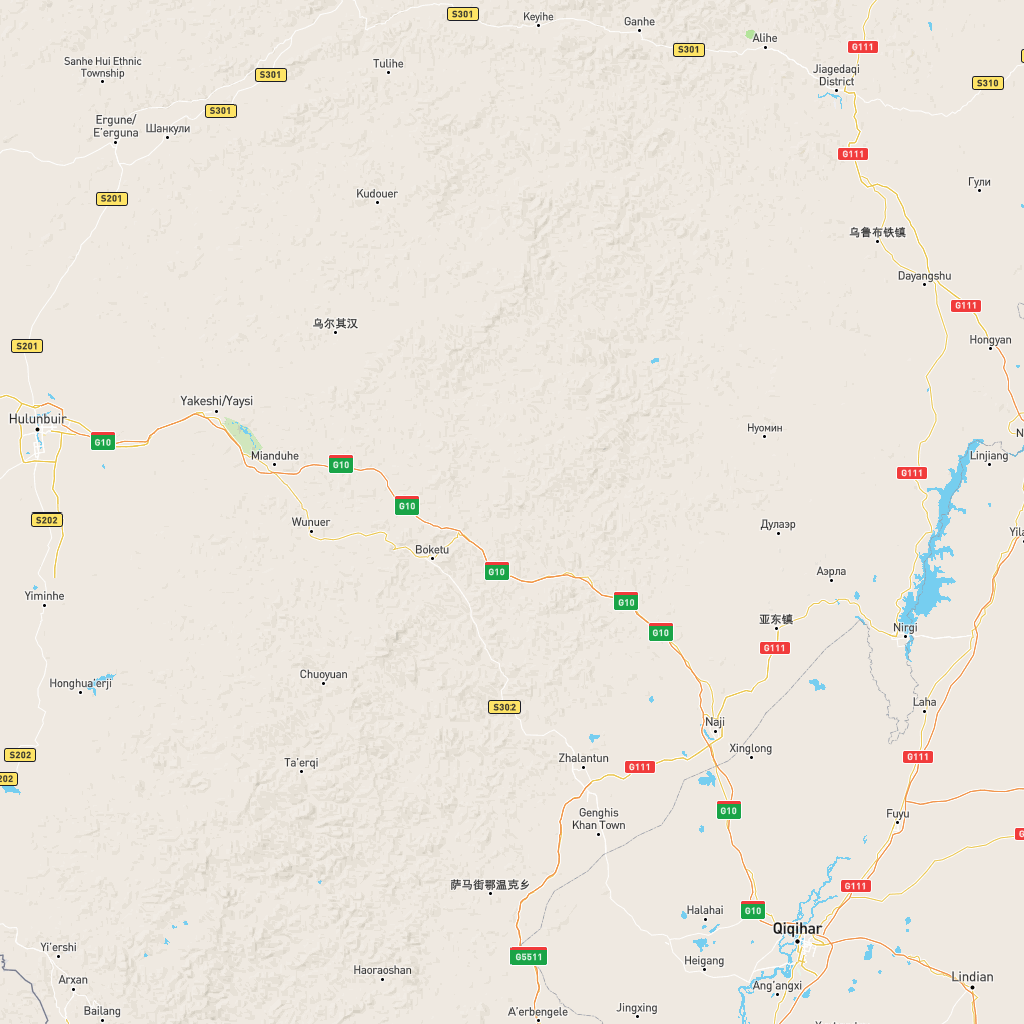 S301
Keyihe
Ganhe
Alihe
S301
G111
Sanhe Hui Ethnic
Township
Tulihe
S301
Jiagedaqi
District
S310
S301
Ergune/
E'erguna
Шанкули
G111
Гули
Kudouer
S201
乌鲁布铁镇
Dayangshu
G111
乌尔其汉
Hongyan
S201
Yakeshi/Yaysi
Hulunbuir
G10
Нуомин
Mianduhe
G10
Linjiang
G111
G10
S202
Wunuer
Дулаэр
Boketu
G10
Аэрла
Yiminhe
G10
亚东镇
Nirgi
G10
G111
Chuoyuan
Honghua'erji
S302
Laha
Naji
Xinglong
S202
Ta'erqi
Zhalantun
G111
G111
202
G10
Genghis
Khan Town
Fuyu
萨马街鄂温克乡
G111
Halahai
G10
Qiqihar
Yi'ershi
G5511
Heigang
Haoraoshan
Arxan
Lindian
Ang'angxi
Bailang
A'erbengele
Jingxing